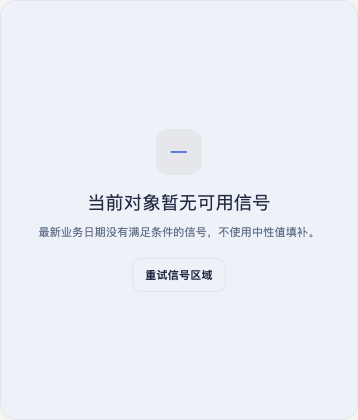 当前对象暂无可用信号
最新业务日期没有满足条件的信号，不使用中性值填补。
重试信号区域